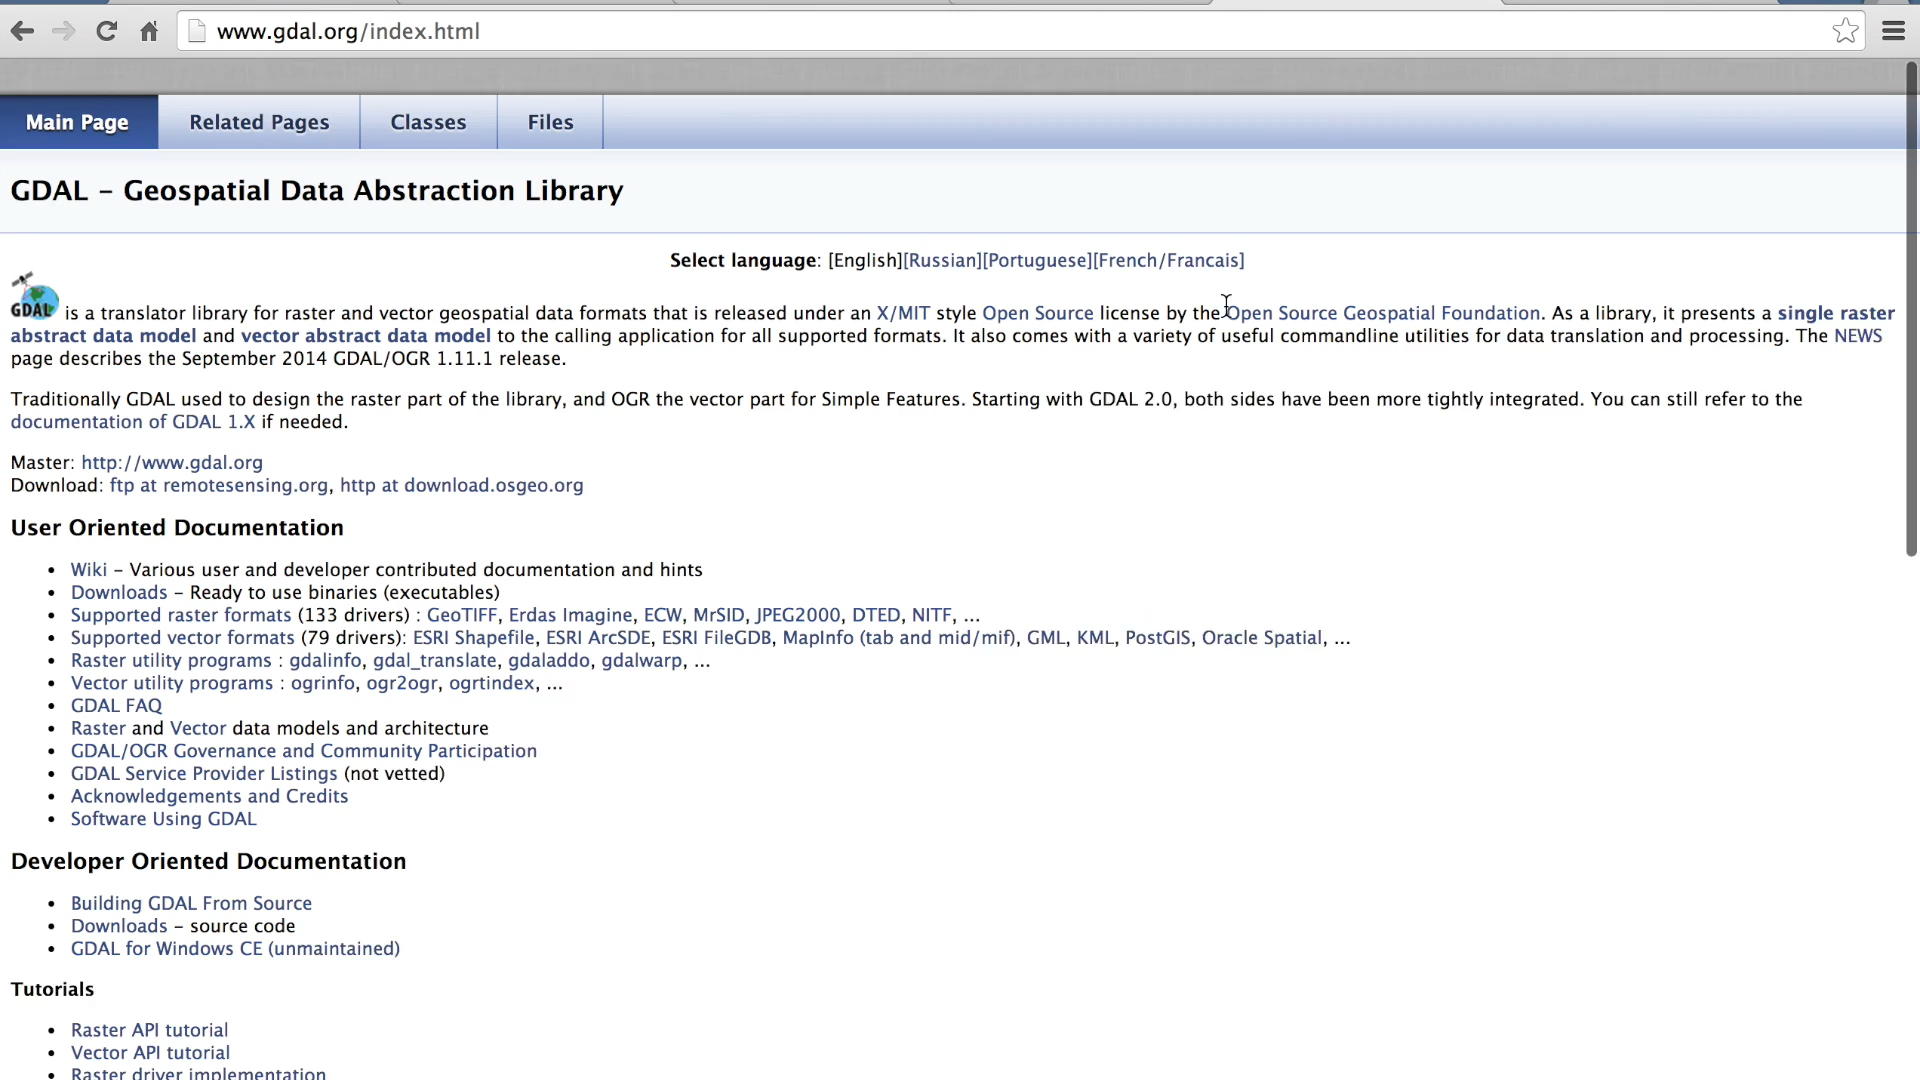 www.gdal.org/index.html
Main Page
Related Pages
Classes
Files
GDAL - Geospatial Data Abstraction Library
Select language: [English][Russian][Portuguese][French/Francais]
GDAL is a translator library for raster and vector geospatial data formats that is released under an X/MIT style Open Source license by the Open Source Geospatial Foundation. As a library, it presents a single raster
abstract data model and vector abstract data model to the calling application for all supported formats. It also comes with a variety of useful commandline utilities for data translation and processing. The NEWS
page describes the September 2014 GDAL/OGR 1.11.1 release.
Traditionally GDAL used to design the raster part of the library, and OGR the vector part for Simple Features. Starting with GDAL 2.0, both sides have been more tightly integrated. You can still refer to the
documentation of GDAL 1.X if needed.
Master: http://www.gdal.org
Download: ftp at remotesensing.org, http at download.osgeo.org
User Oriented Documentation
• Wiki - Various user and developer contributed documentation and hints
• Downloads - Ready to use binaries (executables)
• Supported raster formats (133 drivers) : GeoTIFF, Erdas Imagine, ECW, MrSID, JPEG2000, DTED, NITF, ...
• Supported vector formats (79 drivers): ESRI Shapefile, ESRI ArcSDE, ESRI FileGDB, MapInfo (tab and mid/mif), GML, KML, PostGIS, Oracle Spatial, ...
• Raster utility programs : gdalinfo, gdal_translate, gdaladdo, gdalwarp, ...
• Vector utility programs : ogrinfo, ogr2ogr, ogrtindex, ...
• GDAL FAQ
• Raster and Vector data models and architecture
• GDAL/OGR Governance and Community Participation
• GDAL Service Provider Listings (not vetted)
• Acknowledgements and Credits
• Software Using GDAL
Developer Oriented Documentation
• Building GDAL From Source
• Downloads - source code
• GDAL for Windows CE (unmaintained)
Tutorials
• Raster API tutorial
• Vector API tutorial
• Raster driver implementation